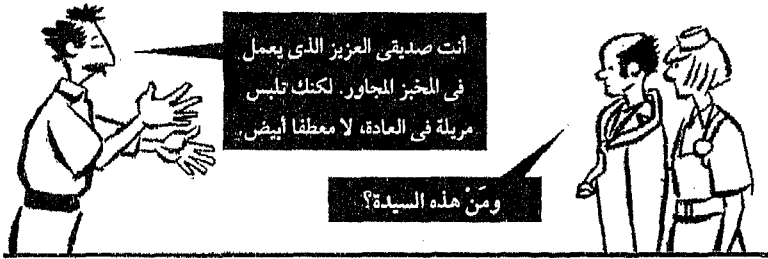 أنت صديقى العزيز الذى يعمل
فى المخبز المجاور. لكنك تلبس
مريلة فى العادة، لا معطفا أبيض.
ومَنْ هذه السيدة؟